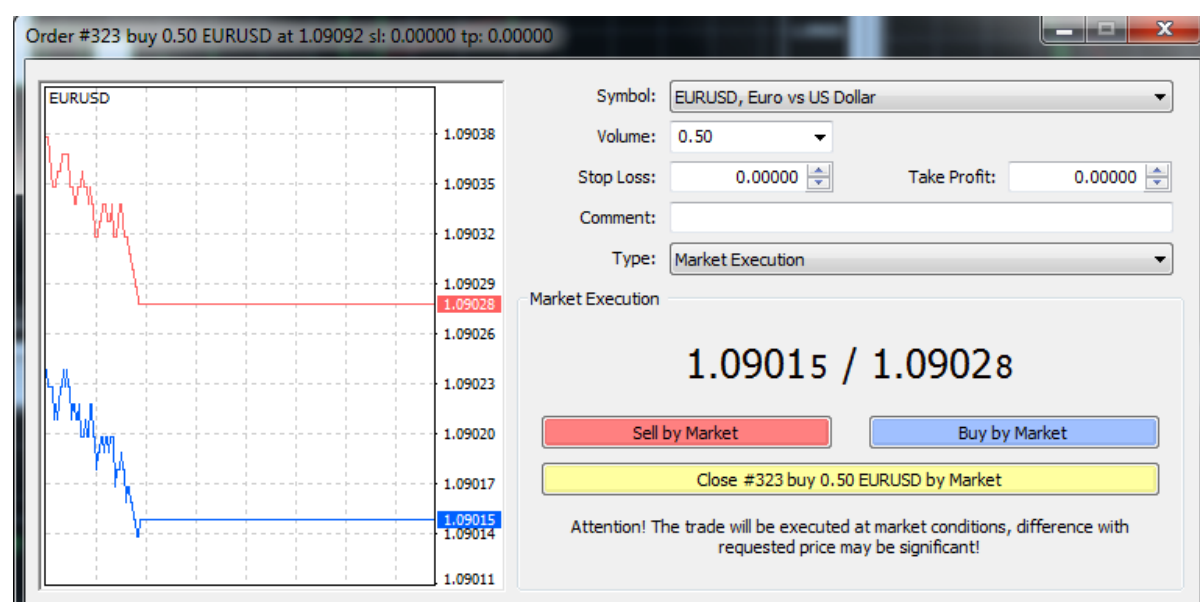 Order #323 buy 0.50 EURUSD at 1.09092 sl: 0.00000 tp: 0.00000
EURUSD
1.09038
1.09035
1.09032
1.09029
1.09028
1.09026
1.09023
1.09020
1.09017
1.09015
1.09014
1.09011
Symbol: EURUSD, Euro vs US Dollar
Volume: 0.50
Stop Loss: 0.00000 Take Profit: 0.00000
Comment:
Type: Market Execution
Market Execution
1.09015 / 1.09028
Sell by Market Buy by Market
Close #323 buy 0.50 EURUSD by Market
Attention! The trade will be executed at market conditions, difference with
requested price may be significant!